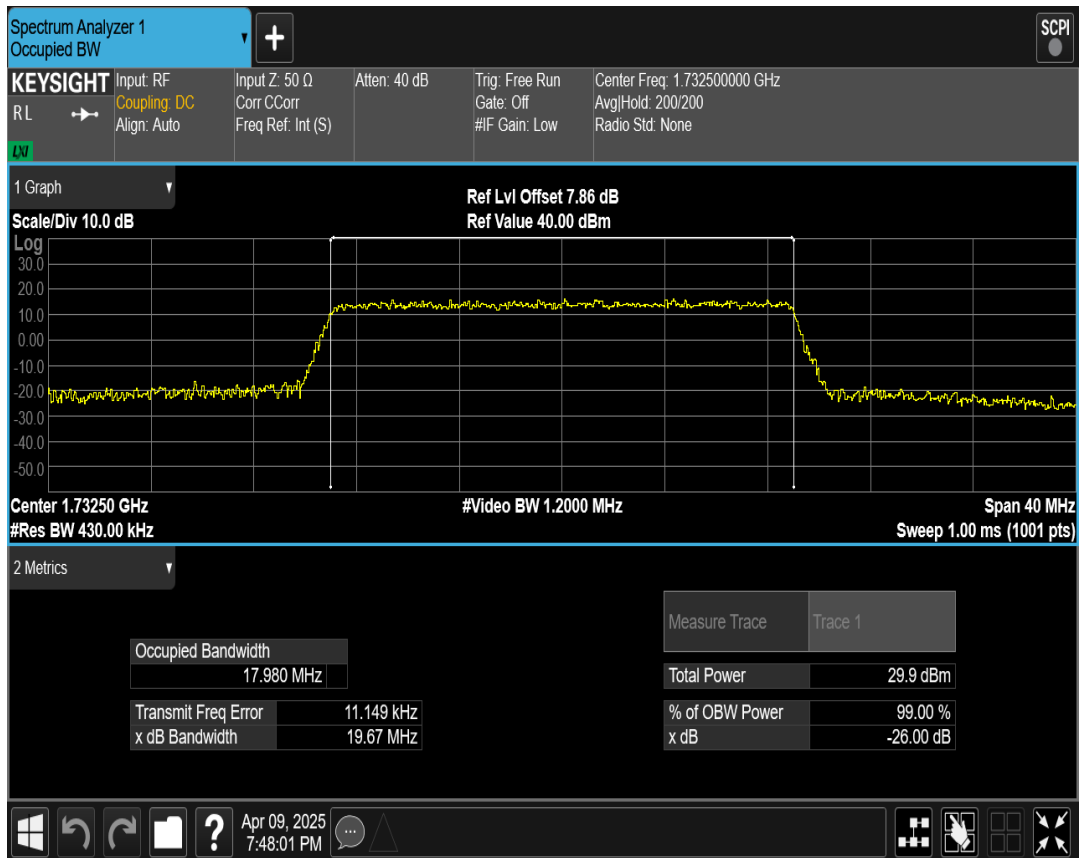 Spectrum Analyzer 1
Occupied BW
+
SCPI
KEYSIGHT
RL
LXI
Input: RF
Coupling: DC
Align: Auto
Input Z: 50 Ω
Corr CCorr
Freq Ref: Int (S)
Atten: 40 dB
Trig: Free Run
Gate: Off
#IF Gain: Low
Center Freq: 1.732500000 GHz
Avg|Hold: 200/200
Radio Std: None
1 Graph
Scale/Div 10.0 dB
Ref Lvl Offset 7.86 dB
Ref Value 40.00 dBm
Log
30.0
20.0
10.0
0.00
-10.0
-20.0
-30.0
-40.0
-50.0
Center 1.73250 GHz
#Video BW 1.2000 MHz
Span 40 MHz
#Res BW 430.00 kHz
Sweep 1.00 ms (1001 pts)
2 Metrics
Measure Trace Trace 1
Occupied Bandwidth
17.980 MHz
Total Power 29.9 dBm
Transmit Freq Error 11.149 kHz
% of OBW Power 99.00 %
x dB Bandwidth 19.67 MHz
x dB -26.00 dB
?
Apr 09, 2025
7:48:01 PM